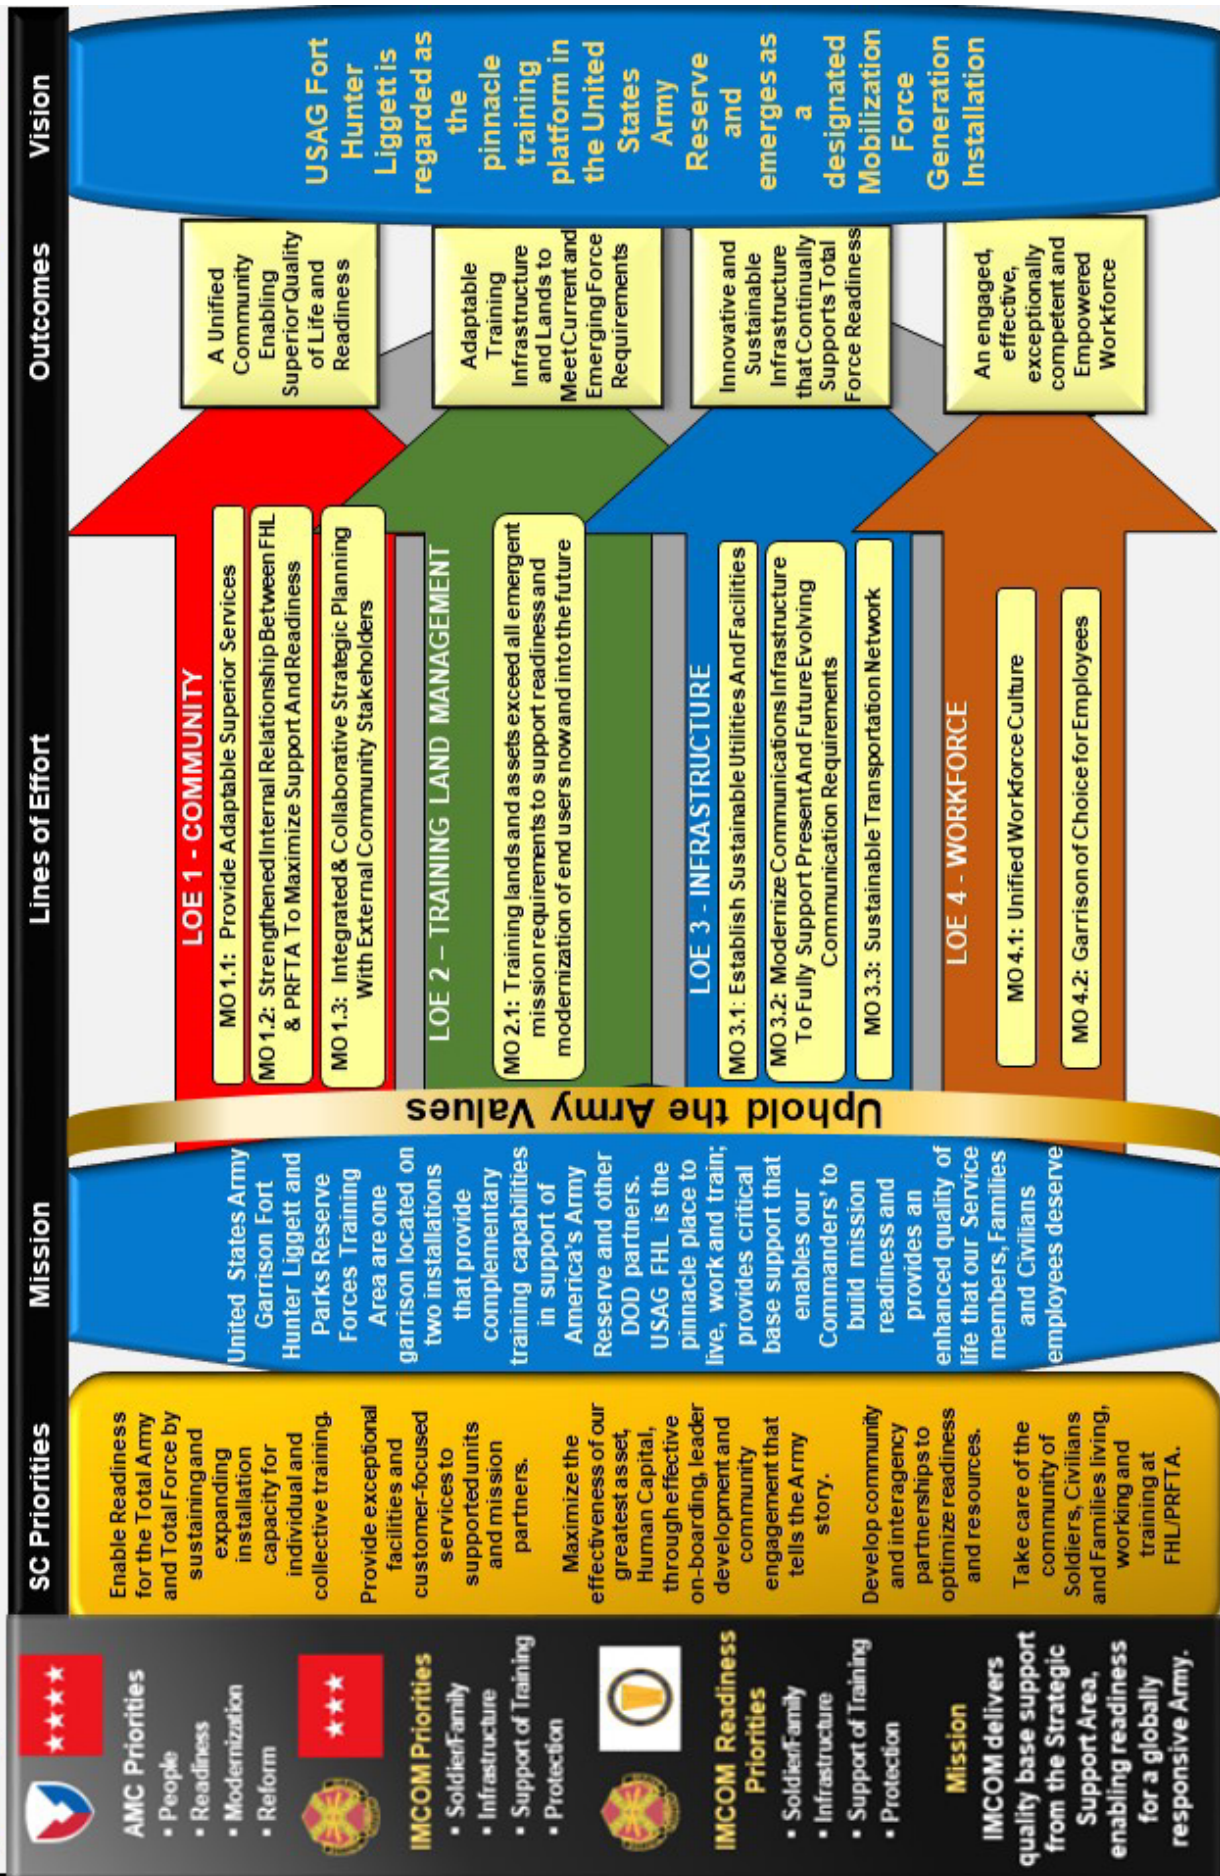 SC Priorities
Mission
Lines of Effort
Outcomes
Vision
AMC Priorities
▪ People
▪ Readiness
▪ Modernization
▪ Reform
IMCOM Priorities
▪ SoldierFamily
▪ Infrastructure
▪ Support of Training
▪ Protection
IMCOM Readiness
Priorities
▪ SoldierFamily
▪ Infrastructure
▪ Support of Training
▪ Protection
Mission
IMCOM delivers
quality base support
from the Strategic
Support Area,
enabling readiness
for a globally
responsive Army.
Enable Readiness
for the Total Army
and Total Force by
sustaining and
expanding
installation
capacity for
individual and
collective training.
Provide exceptional
facilities and
customer-focused
services to
supported units
and mission
partners.
Maximize the
effectiveness of our
greatest asset,
Human Capital,
through effective
on-boarding, leader
development and
community
engagement that
tells the Army
story.
Develop community
and interagency
partnerships to
optimize readiness
and resources.
Take care of the
community of
Soldiers, Civilians
and Families living,
working and
training at
FHL/PRFTA.
United States Army
Garrison Fort
Hunter Liggett and
Parks Reserve
Forces Training
Area are one
garrison located on
two installations
that provide
complementary
training capabilities
in support of
America's Army
Reserve and other
DOD partners.
USAG FHL is the
pinnacle place to
live, work and train;
provides critical
base support that
enables our
Commanders' to
build mission
readiness and
provides an
enhanced quality of
life that our Service
members, Families
and Civilians
employees deserve
Uphold the Army Values
LOE 1 - COMMUNITY
MO 1.1: Provide Adaptable Superior Services
MO 1.2: Strengthened Internal Relationship Between FHL
& PRFTA To Maximize Support And Readiness
MO 1.3: Integrated & Collaborative Strategic Planning
With External Community Stakeholders
LOE 2 – TRAINING LAND MANAGEMENT
MO 2.1: Training lands and assets exceed all emergent
mission requirements to support readiness and
modernization of end users now and into the future
LOE 3 - INFRASTRUCTURE
MO 3.1: Establish Sustainable Utilities And Facilities
MO 3.2: Modernize Communications Infrastructure
To Fully Support Present And Future Evolving
Communication Requirements
MO 3.3: Sustainable Transportation Network
LOE 4 - WORKFORCE
MO 4.1: Unified Workforce Culture
MO 4.2: Garrison of Choice for Employees
A Unified
Community
Enabling
Superior Quality
of Life and
Readiness
Adaptable
Training
Infrastructure
and Lands to
Meet Current and
Emerging Force
Requirements
Innovative and
Sustainable
Infrastructure
that Continually
Supports Total
Force Readiness
An engaged,
effective,
exceptionally
competent and
Empowered
Workforce
USAG Fort
Hunter
Liggett is
regarded as
the
pinnacle
training
platform in
the United
States
Army
Reserve
and
emerges as
a
designated
Mobilization
Force
Generation
Installation